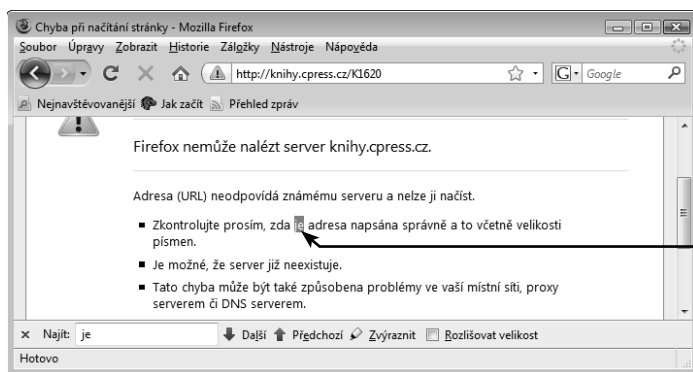 Chyba při načítání stránky - Mozilla Firefox
Soubor Úpravy Zobrazit Historie Záložky Nástroje Nápověda
http://knihy.cpress.cz/K1620 G Google
Nejnavštěvovanější Jak začít Přehled zpráv
Firefox nemůže nalézt server knihy.cpress.cz.
Adresa (URL) neodpovídá známému serveru a nelze ji načíst.
Zkontrolujte prosím, zda je adresa napsána správně a to včetně velikosti
písmen.
Je možné, že server již neexistuje.
Tato chyba může být také způsobena problémy ve vaší místní síti, proxy
serverem či DNS serverem.
Najít: je Další Předchozí Zvýraznit Rozlišovat velikost
Hotovo